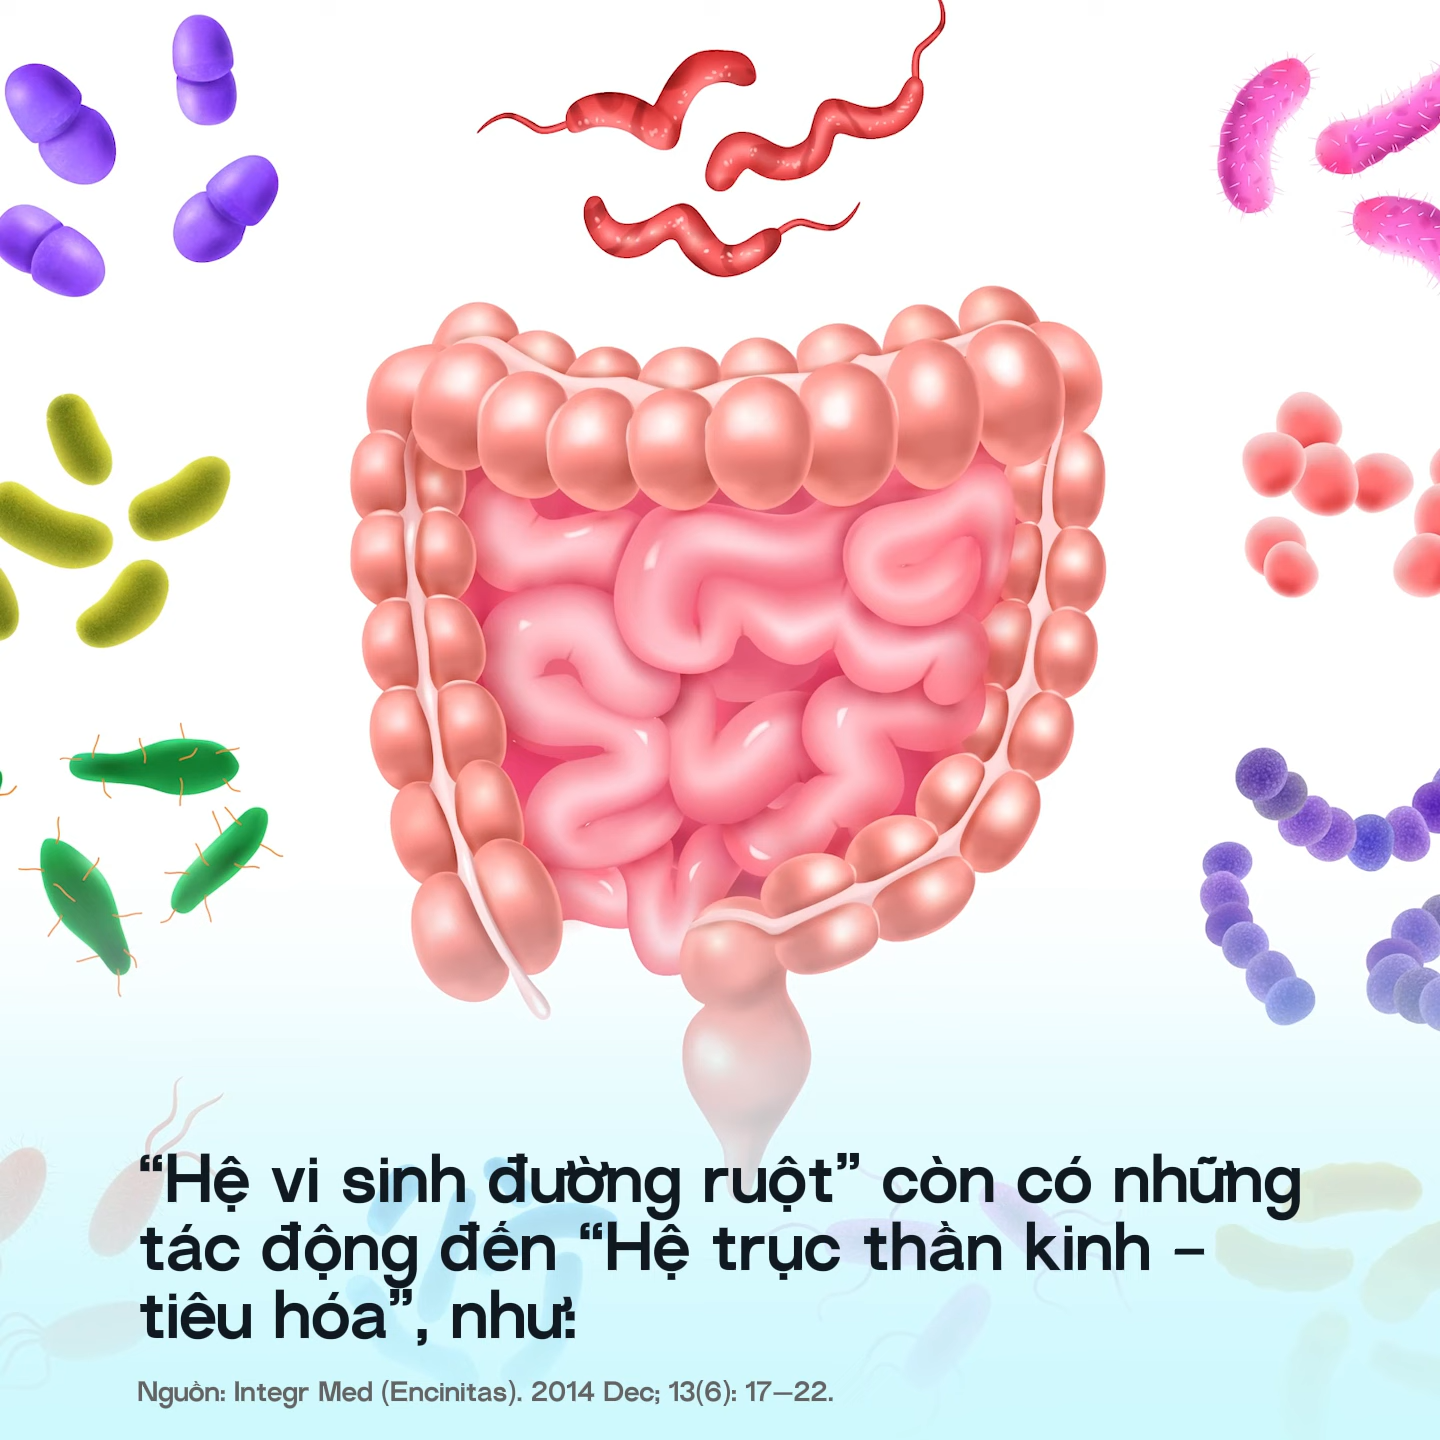 “Hệ vi sinh đường ruột” còn có những
tác động đến “Hệ trục thần kinh –
tiêu hóa”, như:
Nguồn: Integr Med (Encinitas). 2014 Dec; 13(6): 17–22.